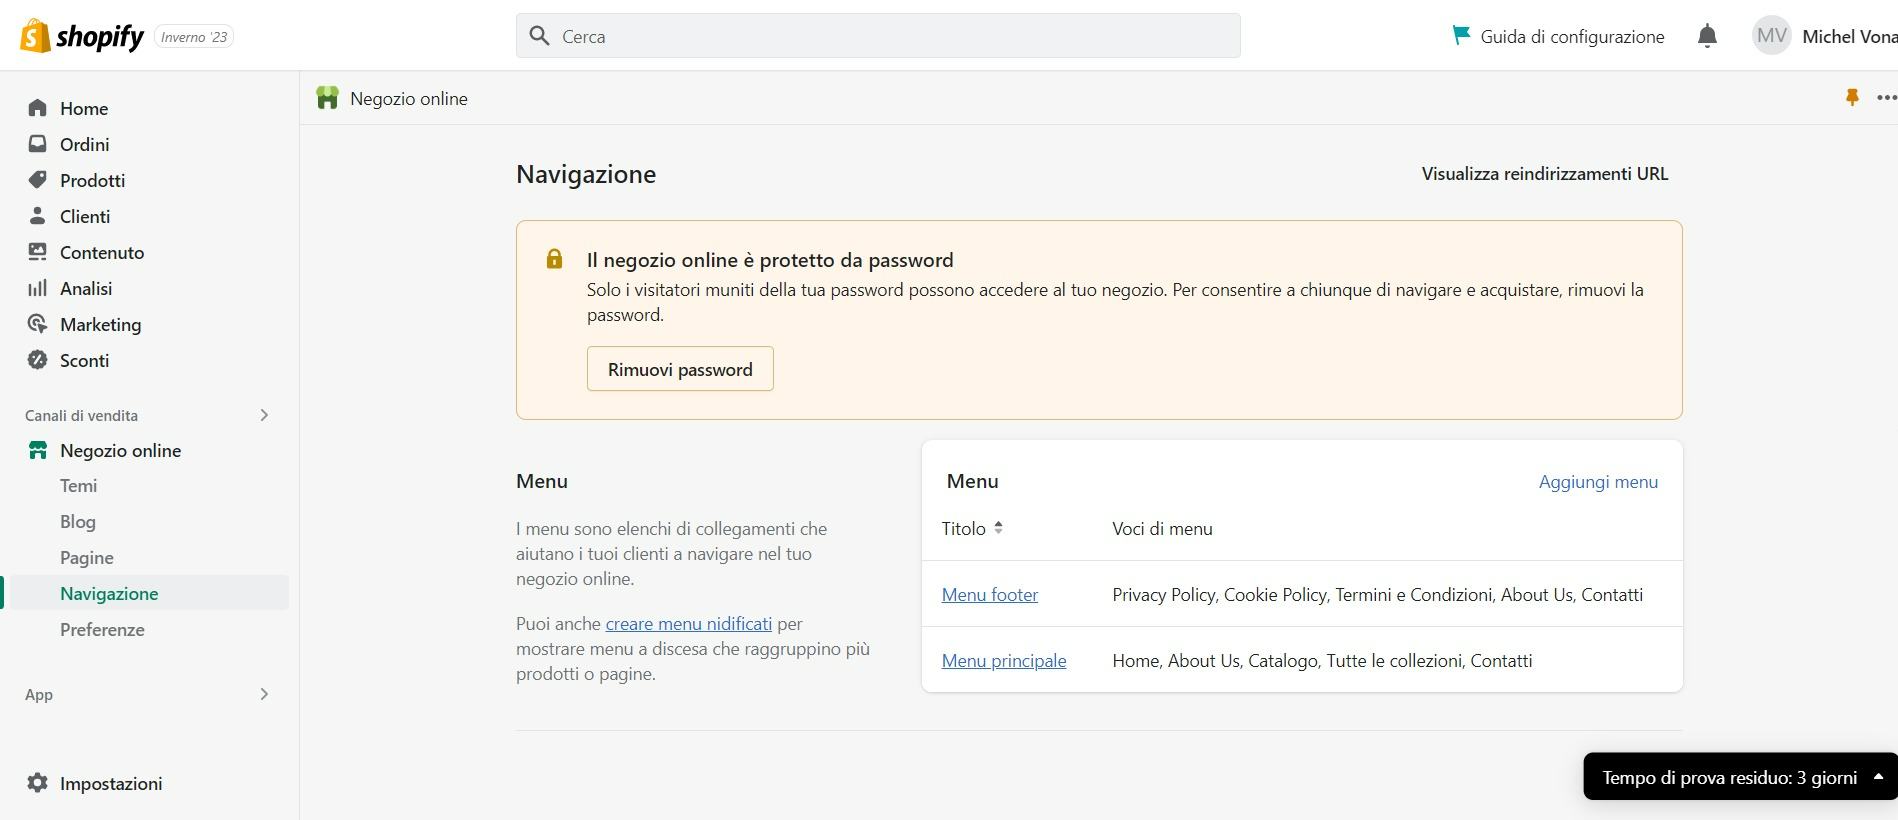 shopify
Inverno '23
Cerca
Guida di configurazione
MV
Michel Vona
Home
Ordini
Prodotti
Clienti
Contenuto
Analisi
Marketing
Sconti
Canali di vendita
Negozio online
Temi
Blog
Pagine
Navigazione
Preferenze
App
Impostazioni
Negozio online
Navigazione
Visualizza reindirizzamenti URL
Il negozio online è protetto da password
Solo i visitatori muniti della tua password possono accedere al tuo negozio. Per consentire a chiunque di navigare e acquistare, rimuovi la
password.
Rimuovi password
Menu
I menu sono elenchi di collegamenti che
aiutano i tuoi clienti a navigare nel tuo
negozio online.
Puoi anche creare menu nidificati per
mostrare menu a discesa che raggruppino più
prodotti o pagine.
Menu
Aggiungi menu
Titolo
Voci di menu
Menu footer
Privacy Policy, Cookie Policy, Termini e Condizioni, About Us, Contatti
Menu principale
Home, About Us, Catalogo, Tutte le collezioni, Contatti
Tempo di prova residuo: 3 giorni